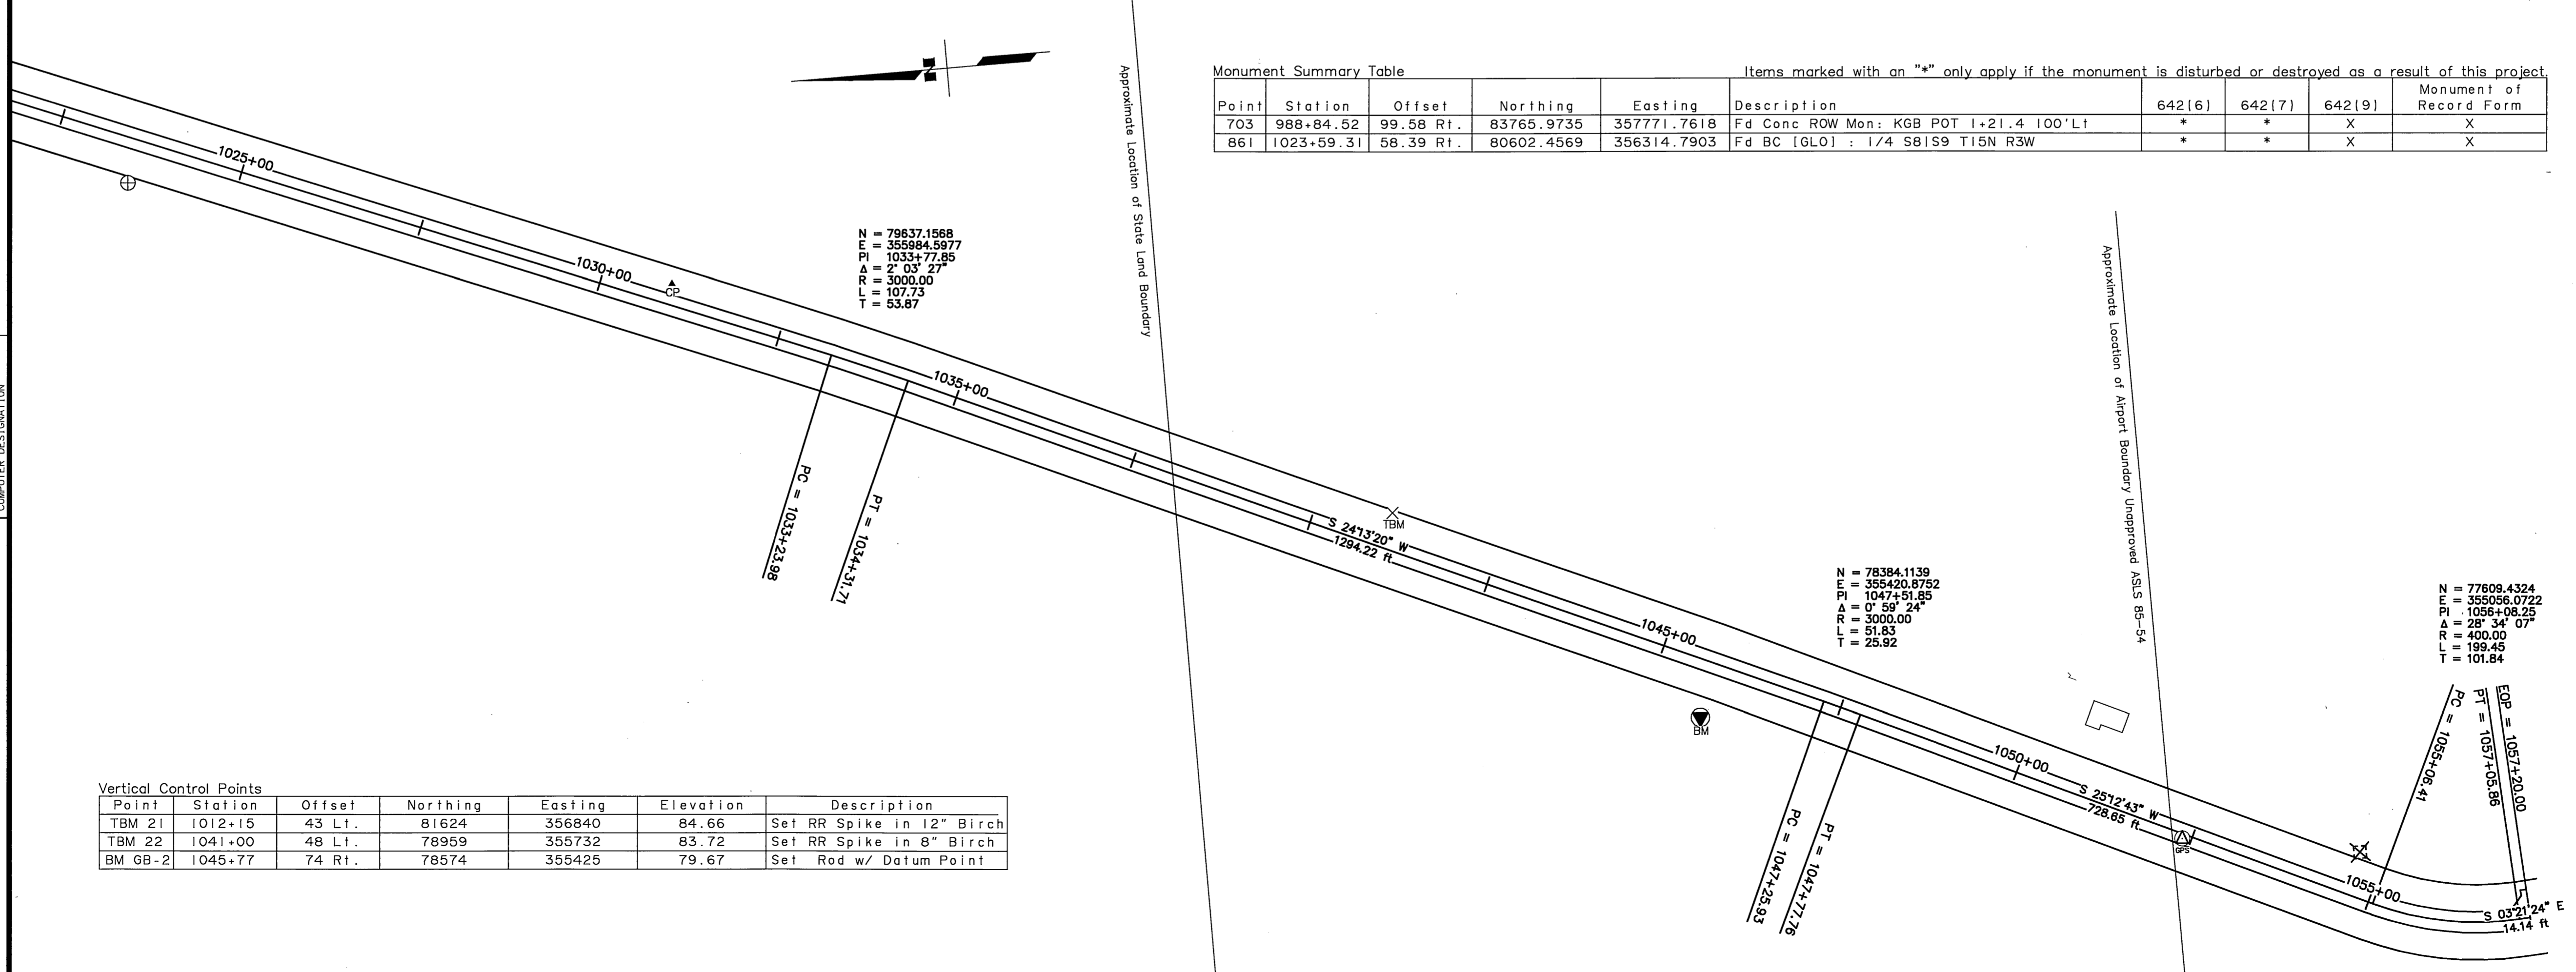 COMPUTER DESIGNATION
Monument Summary Table
Items marked with an "*" only apply if the monument is disturbed or destroyed as a result of this project.
Point Station Offset Northing Easting Description 642(6) 642(7) 642(9) Monument of Record Form
703 988+84.52 99.58 Rt. 83765.9735 357771.7618 Fd Conc ROW Mon: KGB POT 1+21.4 100'Lt * * X X
861 1023+59.31 58.39 Rt. 80602.4569 356314.7903 Fd BC [GLO] : 1/4 S8|S9 T15N R3W * * X X
N
Approximate Location of State Land Boundary
1025+00
1030+00
CP
N = 79637.1568
E = 355984.5977
PI 1033+77.85
Δ = 2° 03' 27"
R = 3000.00
L = 107.73
T = 53.87
1035+00
PC = 1033+23.98
PT = 1034+31.71
TBM
S 24°13'20" W
1294.22 ft
Approximate Location of Airport Boundary Unapproved ASLS 85-54
N = 78384.1139
E = 355420.8752
PI 1047+51.85
Δ = 0° 59' 24"
R = 3000.00
L = 51.83
T = 25.92
1045+00
BM
PC = 1047+25.93
PT = 1047+77.76
1050+00
S 25°12'43" W
728.65 ft
GPS
N = 77609.4324
E = 355056.0722
PI 1056+08.25
Δ = 28° 34' 07"
R = 400.00
L = 199.45
T = 101.84
PC = 1055+06.41
PT = 1057+05.86
EOP = 1057+20.00
1055+00
S 03°21'24" E
14.14 ft
Vertical Control Points
Point Station Offset Northing Easting Elevation Description
TBM 21 1012+15 43 Lt. 81624 356840 84.66 Set RR Spike in 12" Birch
TBM 22 1041+00 48 Lt. 78959 355732 83.72 Set RR Spike in 8" Birch
BM GB-2 1045+77 74 Rt. 78574 355425 79.67 Set Rod w/ Datum Point